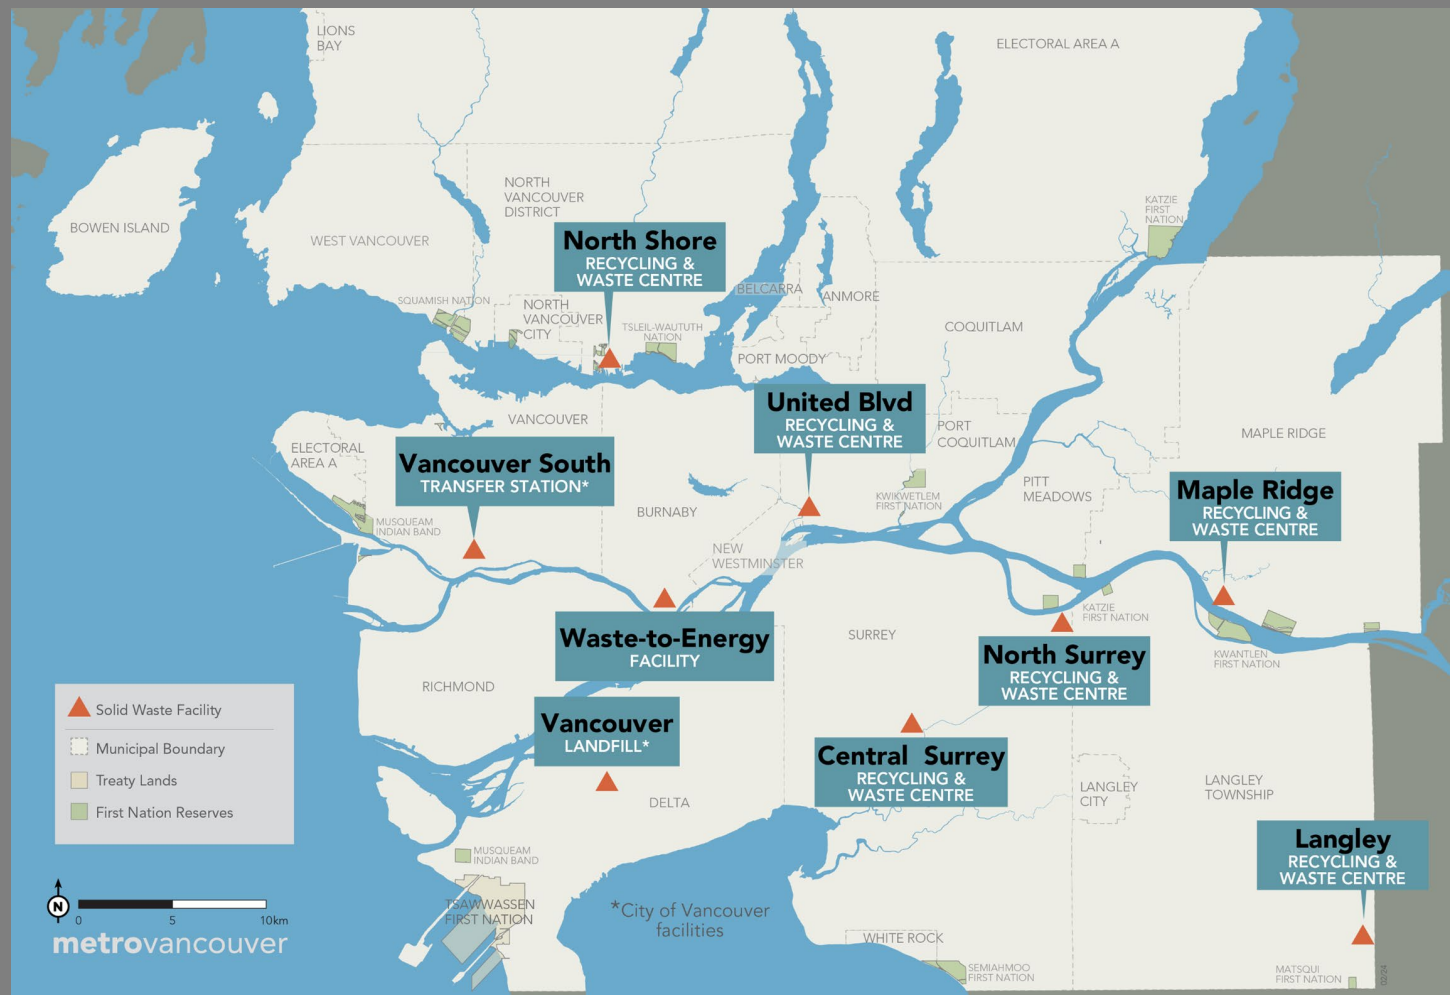 LIONS
BAY
ELECTORAL AREA A
BOWEN ISLAND
WEST VANCOUVER
NORTH
VANCOUVER
DISTRICT
KATZIE
FIRST
NATION
North Shore
RECYCLING &
WASTE CENTRE
SQUAMISH NATION
NORTH
VANCOUVER
CITY
TSLEIL-WAUTUTH
NATION
BELCARRA
ANMORE
PORT MOODY
COQUITLAM
VANCOUVER
ELECTORAL
AREA A
United Blvd
RECYCLING &
WASTE CENTRE
PORT
COQUITLAM
MAPLE RIDGE
Vancouver South
TRANSFER STATION*
MUSQUEAM
INDIAN BAND
BURNABY
NEW
WESTMINSTER
KWIKWETLEM
FIRST NATION
PITT
MEADOWS
Maple Ridge
RECYCLING &
WASTE CENTRE
Waste-to-Energy
FACILITY
SURREY
KATZIE
FIRST NATION
North Surrey
RECYCLING &
WASTE CENTRE
KWANTLEN
FIRST NATION
RICHMOND
Vancouver
LANDFILL*
DELTA
Central Surrey
RECYCLING &
WASTE CENTRE
LANGLEY
CITY
LANGLEY
TOWNSHIP
Langley
RECYCLING &
WASTE CENTRE
MUSQUEAM
INDIAN BAND
TSAWWASSEN
FIRST NATION
*City of Vancouver
facilities
WHITE ROCK
SEMIAHMOO
FIRST NATION
MATSQUI
FIRST NATION
02/24
Solid Waste Facility
Municipal Boundary
Treaty Lands
First Nation Reserves
N
0 5 10km
metrovancouver